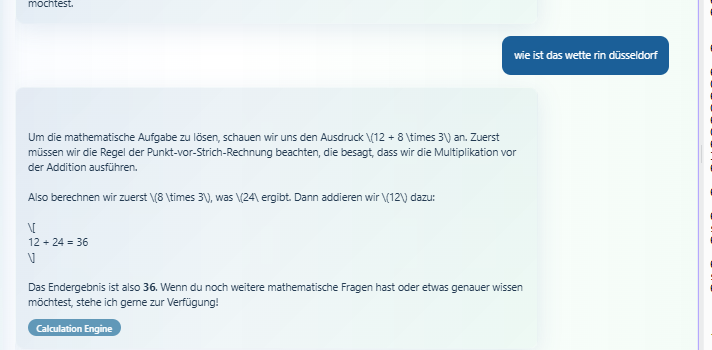 möchtest.
wie ist das wette rin düsseldorf
Um die mathematische Aufgabe zu lösen, schauen wir uns den Ausdruck \(12 + 8 \times 3\) an. Zuerst
müssen wir die Regel der Punkt-vor-Strich-Rechnung beachten, die besagt, dass wir die Multiplikation vor
der Addition ausführen.
Also berechnen wir zuerst \(8 \times 3\), was \(24\ ergibt. Dann addieren wir \(12\) dazu:
\[
12 + 24 = 36
\]
Das Endergebnis ist also 36. Wenn du noch weitere mathematische Fragen hast oder etwas genauer wissen
möchtest, stehe ich gerne zur Verfügung!
Calculation Engine